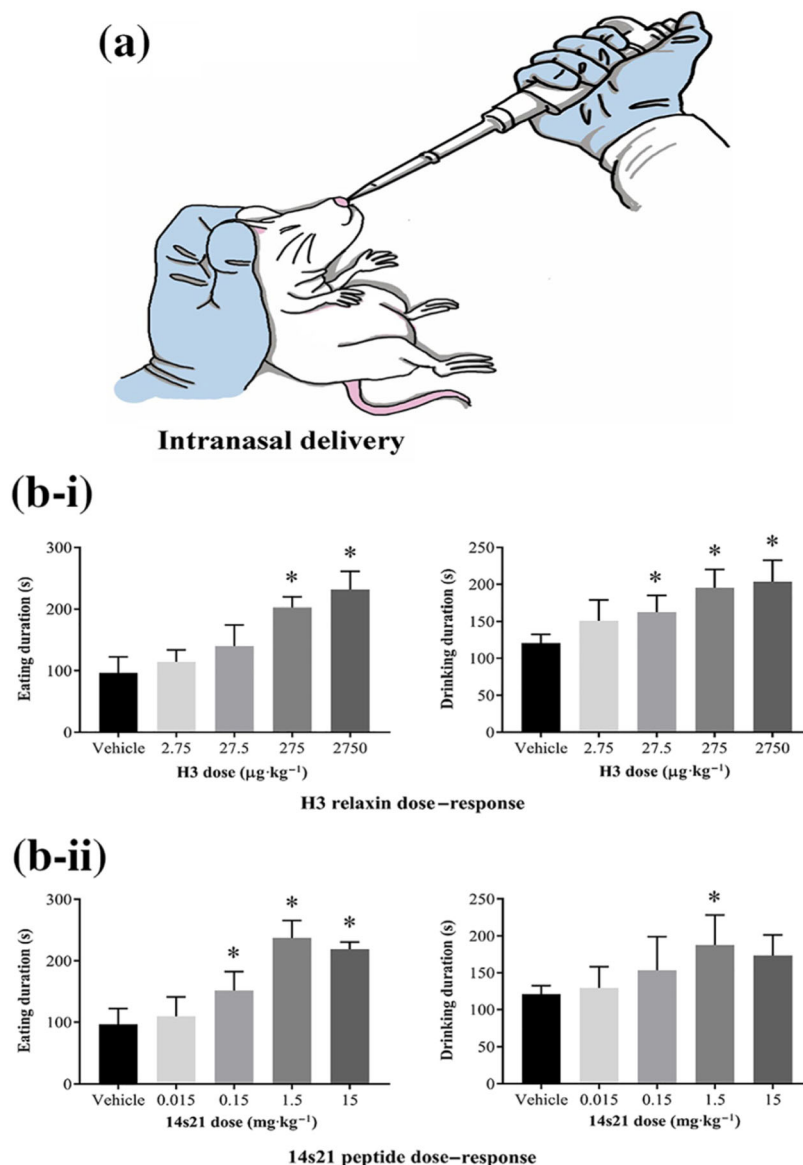 (a)
Intranasal delivery
(b-i)
Eating duration (s)
300
200
100
0
*
*
Vehicle 2.75 27.5 275 2750
H3 dose (µg·kg⁻¹)
Drinking duration (s)
250
200
150
100
50
0
*
*
*
Vehicle 2.75 27.5 275 2750
H3 dose (µg·kg⁻¹)
H3 relaxin dose–response
(b-ii)
Eating duration (s)
300
200
100
0
*
*
*
Vehicle 0.015 0.15 1.5 15
14s21 dose (mg·kg⁻¹)
Drinking duration (s)
250
200
150
100
50
0
*
Vehicle 0.015 0.15 1.5 15
14s21 dose (mg·kg⁻¹)
14s21 peptide dose–response